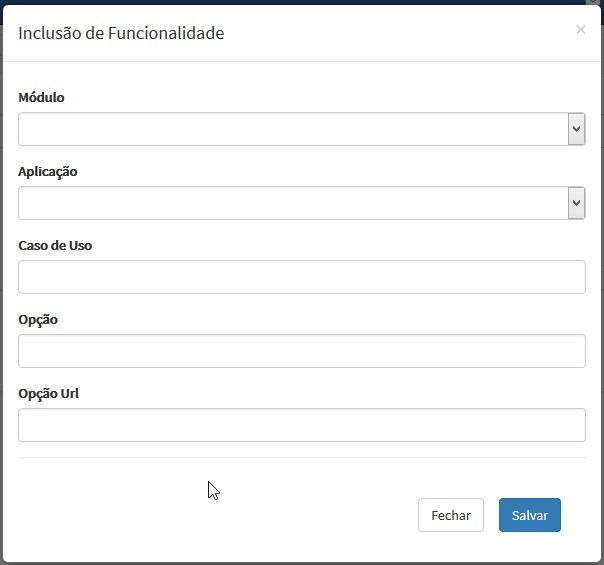 Inclusão de Funcionalidade
×
Módulo
Aplicação
Caso de Uso
Opção
Opção Url
Fechar Salvar